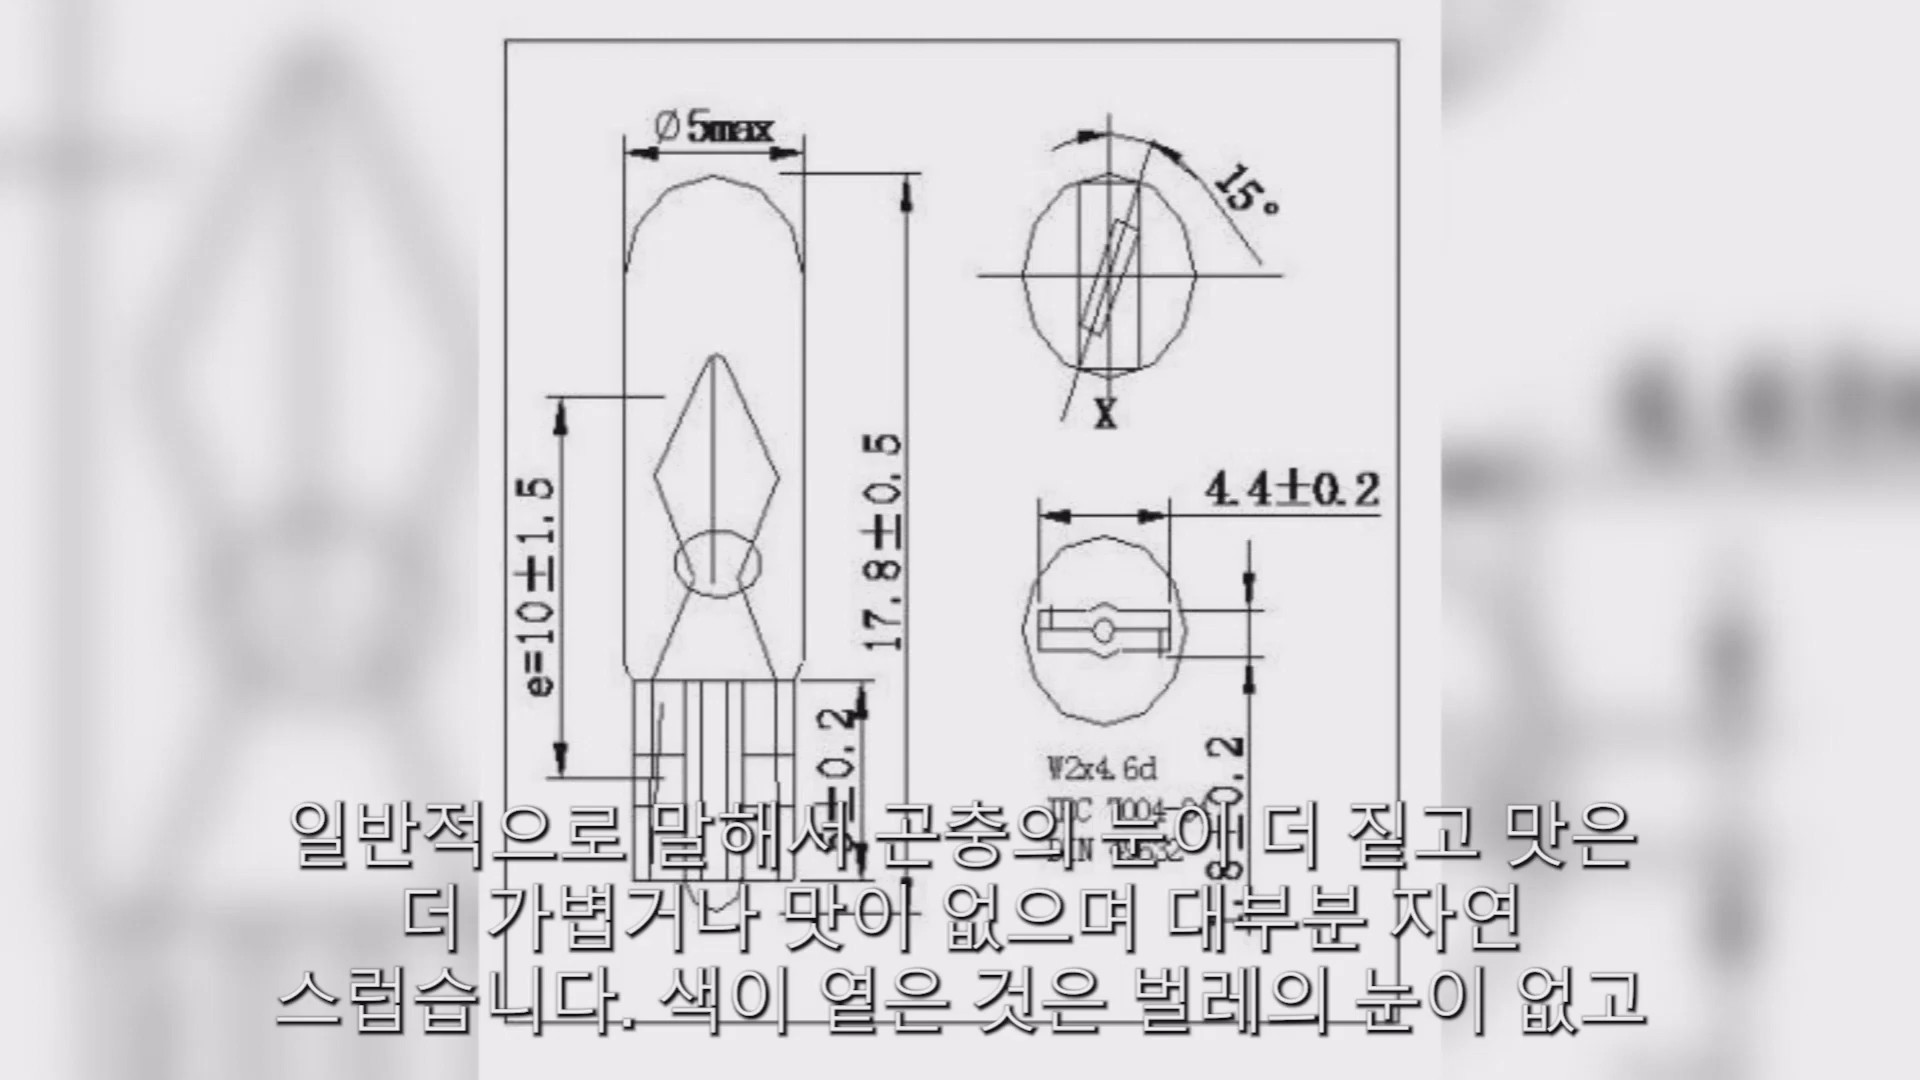 Ø5max
15°
X
e=10±1.5
17.8±0.5
4.4±0.2
±0.2
W2x4.6d
일반적으로 말해서 곤충의 눈이 더 짙고 맛은
더 가볍거나 맛이 없으며 대부분 자연
스럽습니다. 색이 옅은 것은 벌레의 눈이 없고